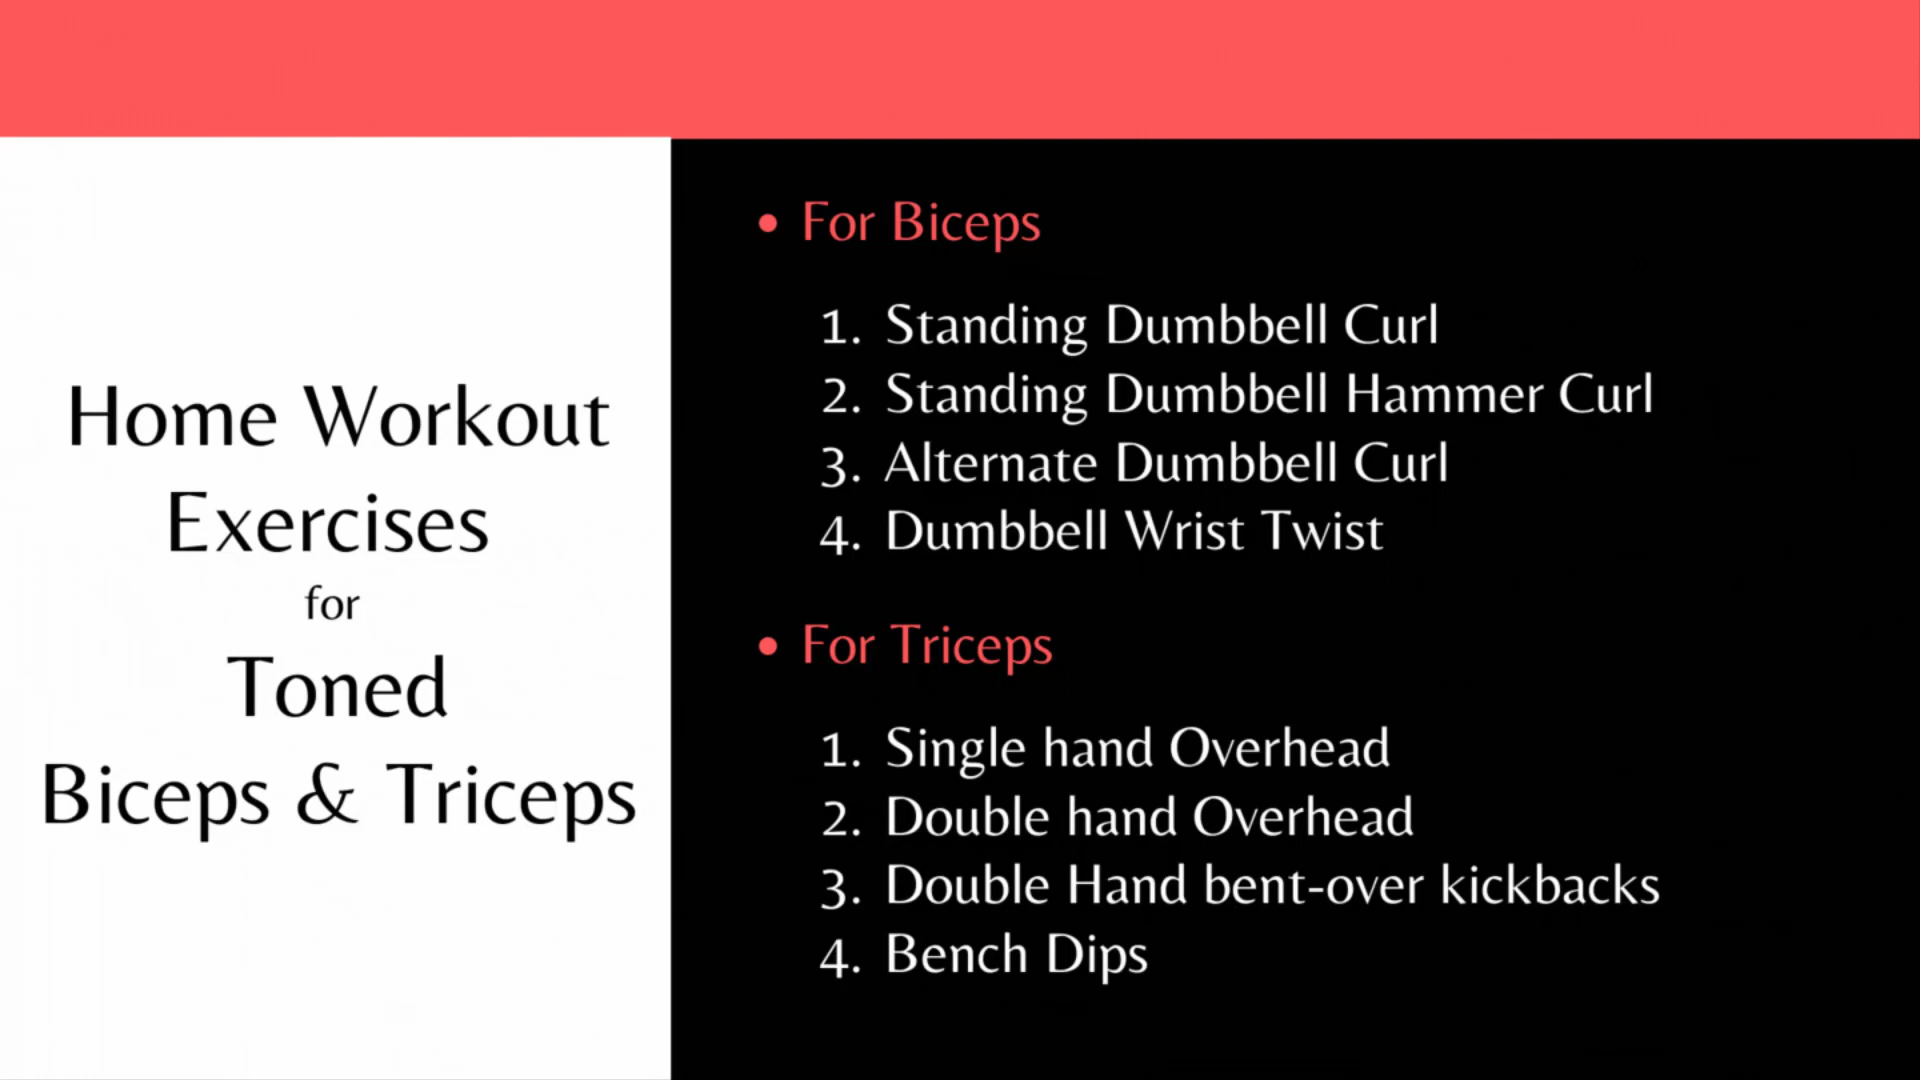 Home Workout
Exercises
for
Toned
Biceps & Triceps
• For Biceps
1. Standing Dumbbell Curl
2. Standing Dumbbell Hammer Curl
3. Alternate Dumbbell Curl
4. Dumbbell Wrist Twist
• For Triceps
1. Single hand Overhead
2. Double hand Overhead
3. Double Hand bent-over kickbacks
4. Bench Dips